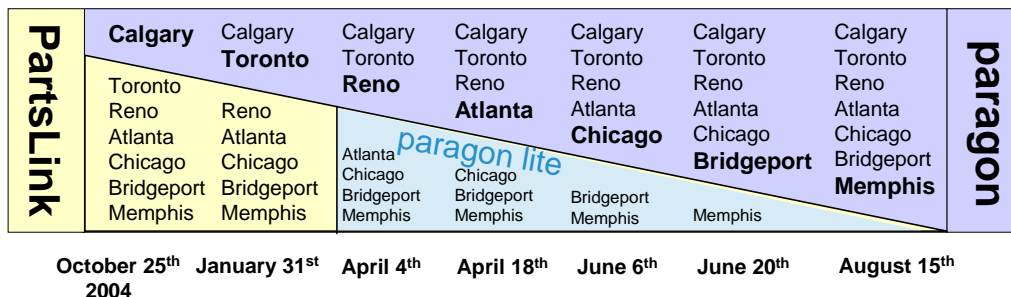 PartsLink
Calgary
Toronto
Reno
Atlanta
Chicago
Bridgeport
Memphis
Calgary
Toronto
Reno
Atlanta
Chicago
Bridgeport
Memphis
Calgary
Toronto
Reno
Atlanta
Chicago
Bridgeport
Memphis
Calgary
Toronto
Reno
Atlanta
Chicago
Bridgeport
Memphis
Calgary
Toronto
Reno
Atlanta
Chicago
Bridgeport
Memphis
Calgary
Toronto
Reno
Atlanta
Chicago
Bridgeport
Memphis
Calgary
Toronto
Reno
Atlanta
Chicago
Bridgeport
Memphis
paragon lite
paragon
October 25th
2004
January 31st
April 4th
April 18th
June 6th
June 20th
August 15th